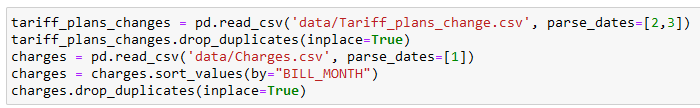 tariff_plans_changes = pd.read_csv('data/Tariff_plans_change.csv', parse_dates=[2,3])
tariff_plans_changes.drop_duplicates(inplace=True)
charges = pd.read_csv('data/Charges.csv', parse_dates=[1])
charges = charges.sort_values(by="BILL_MONTH")
charges.drop_duplicates(inplace=True)